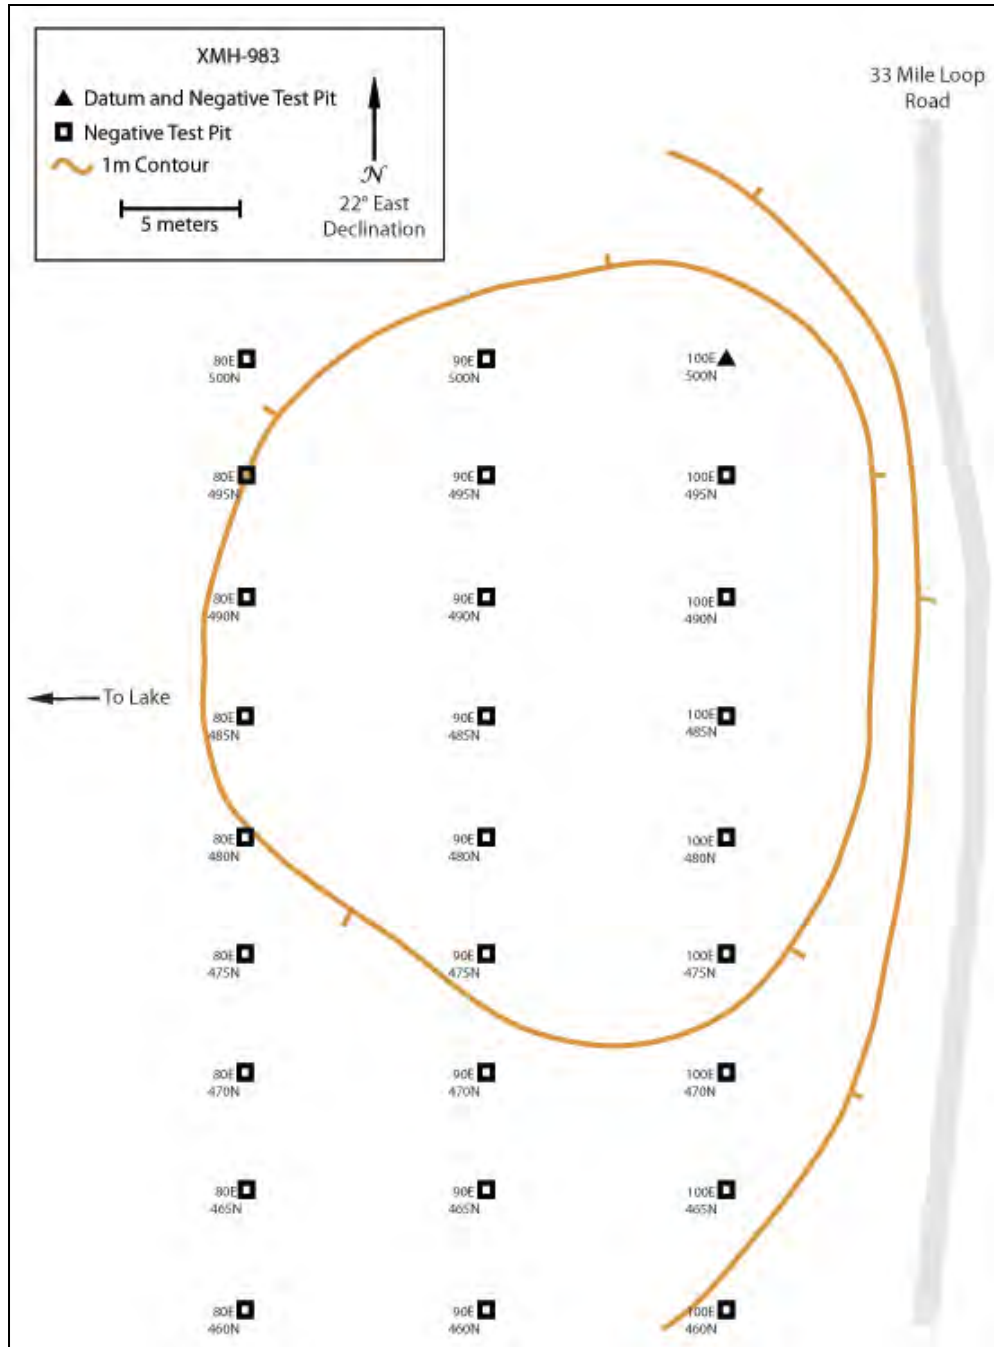 XMH-983
Datum and Negative Test Pit
Negative Test Pit
1m Contour
5 meters
N
22° East
Declination
33 Mile Loop
Road
80E
500N
90E
500N
100E
500N
80E
495N
90E
495N
100E
495N
80E
490N
90E
490N
100E
490N
To Lake
80E
485N
90E
485N
100E
485N
80E
480N
90E
480N
100E
480N
80E
475N
90E
475N
100E
475N
80E
470N
90E
470N
100E
470N
80E
465N
90E
465N
100E
465N
80E
460N
90E
460N
100E
460N